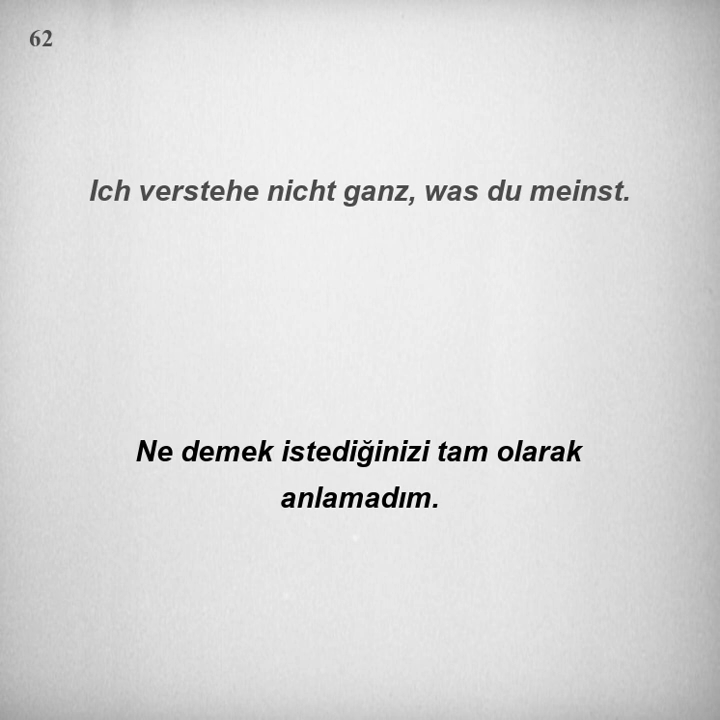 62
Ich verstehe nicht ganz, was du meinst.
Ne demek istediğinizi tam olarak
anlamadım.